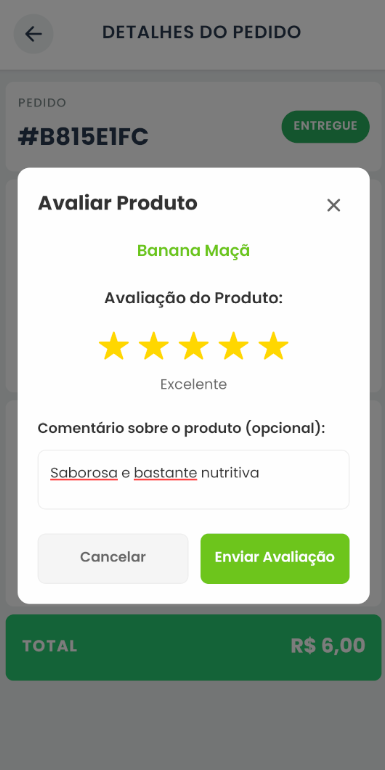 DETALHES DO PEDIDO
PEDIDO
#B815E1FC
ENTREGUE
Avaliar Produto
Banana Maçã
Avaliação do Produto:
Excelente
Comentário sobre o produto (opcional):
Saborosa e bastante nutritiva
Cancelar
Enviar Avaliação
TOTAL
R$ 6,00